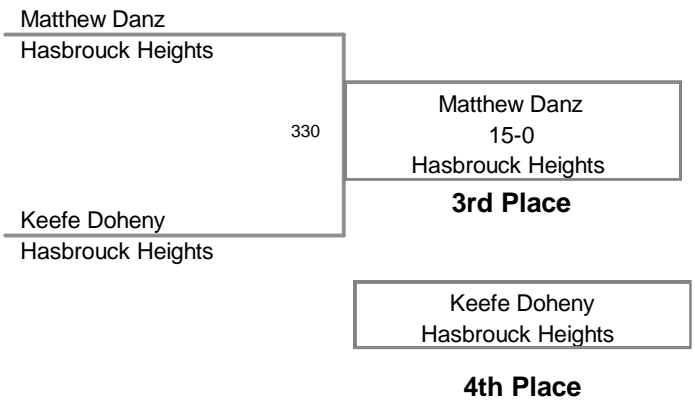 Matthew Danz
Hasbrouck Heights
330
Matthew Danz
15-0
Hasbrouck Heights
3rd Place
Keefe Doheny
Hasbrouck Heights
Keefe Doheny
Hasbrouck Heights
4th Place